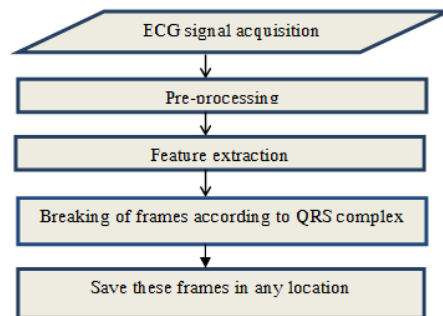 ECG signal acquisition
Pre-processing
Feature extraction
Breaking of frames according to QRS complex
Save these frames in any location